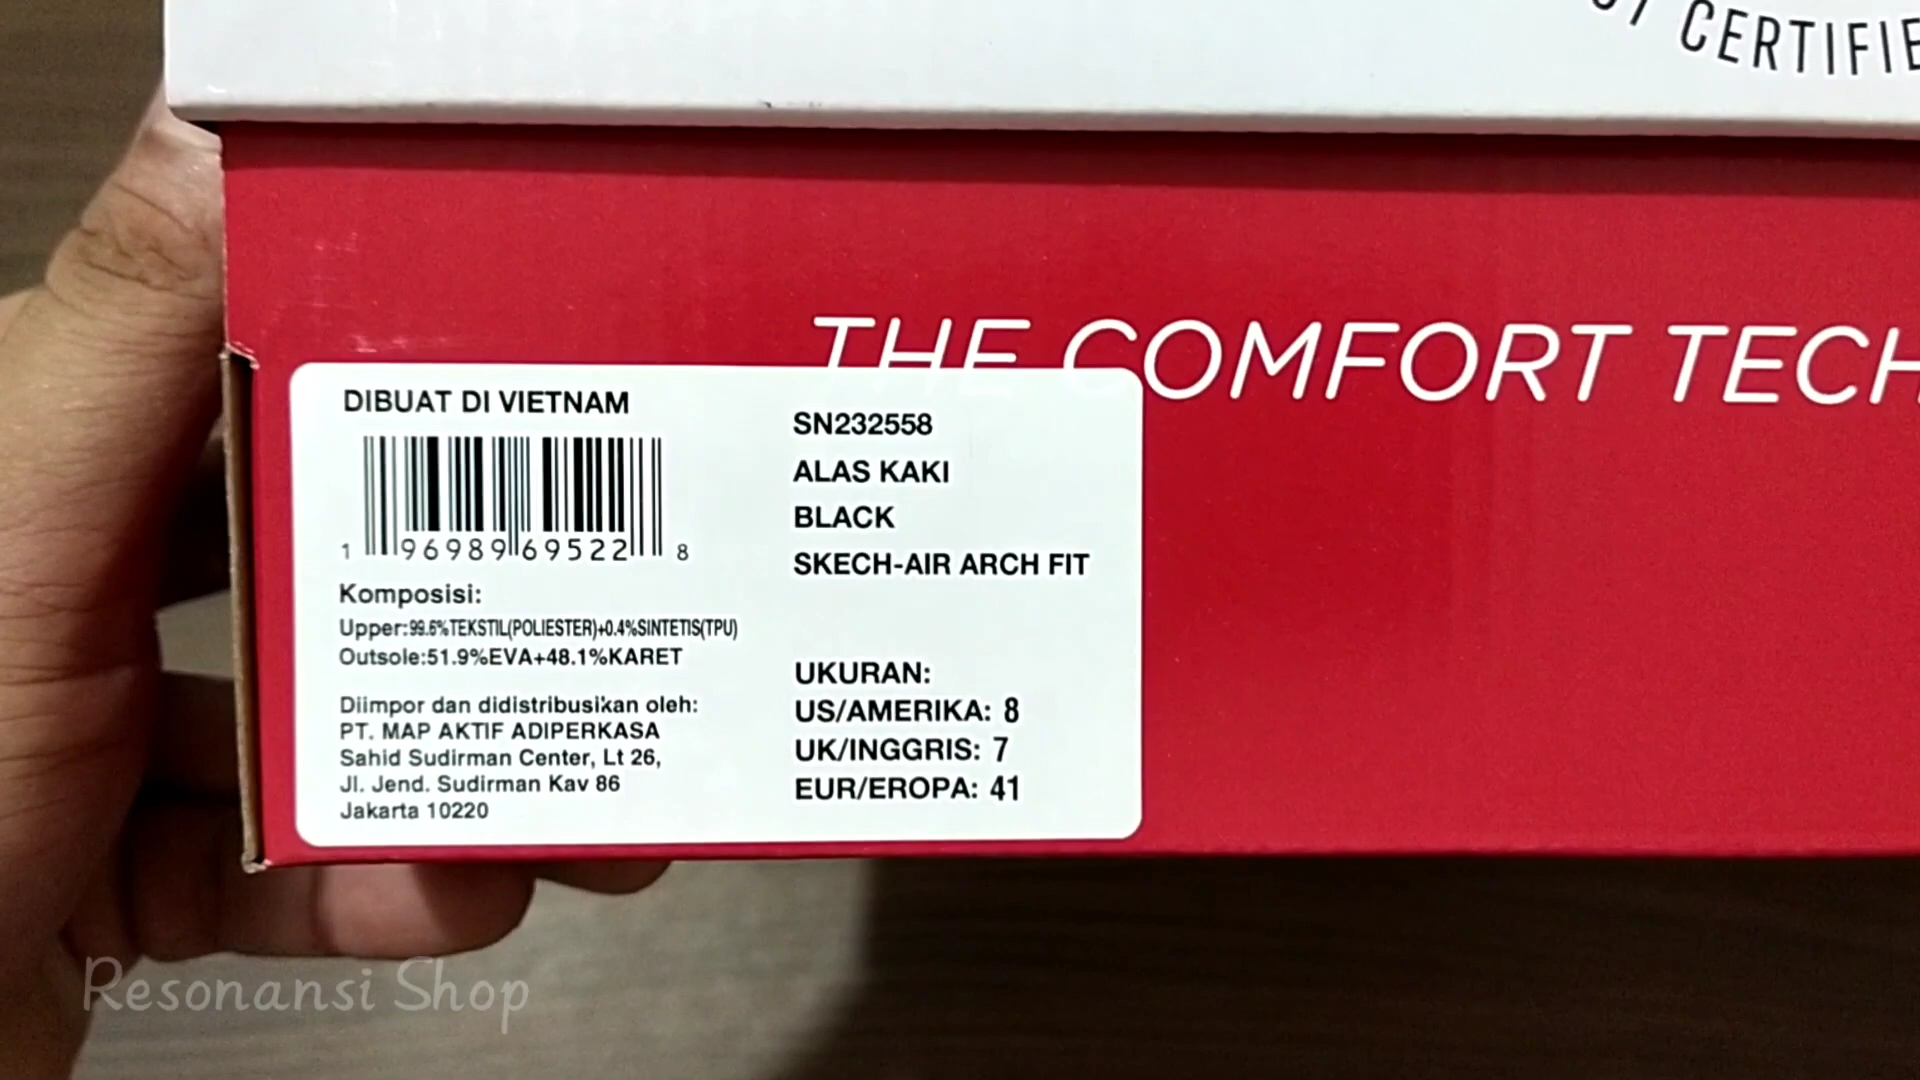 CERTIFIE
THE COMFORT TECH
DIBUAT DI VIETNAM
1 96989 69522 8
Komposisi:
Upper:99.6%TEKSTIL(POLIESTER)+0.4%SINTETIS(TPU)
Outsole:51.9%EVA+48.1%KARET
Diimpor dan didistribusikan oleh:
PT. MAP AKTIF ADIPERKASA
Sahid Sudirman Center, Lt 26,
Jl. Jend. Sudirman Kav 86
Jakarta 10220
SN232558
ALAS KAKI
BLACK
SKECH-AIR ARCH FIT
UKURAN:
US/AMERIKA: 8
UK/INGGRIS: 7
EUR/EROPA: 41
Resonansi Shop